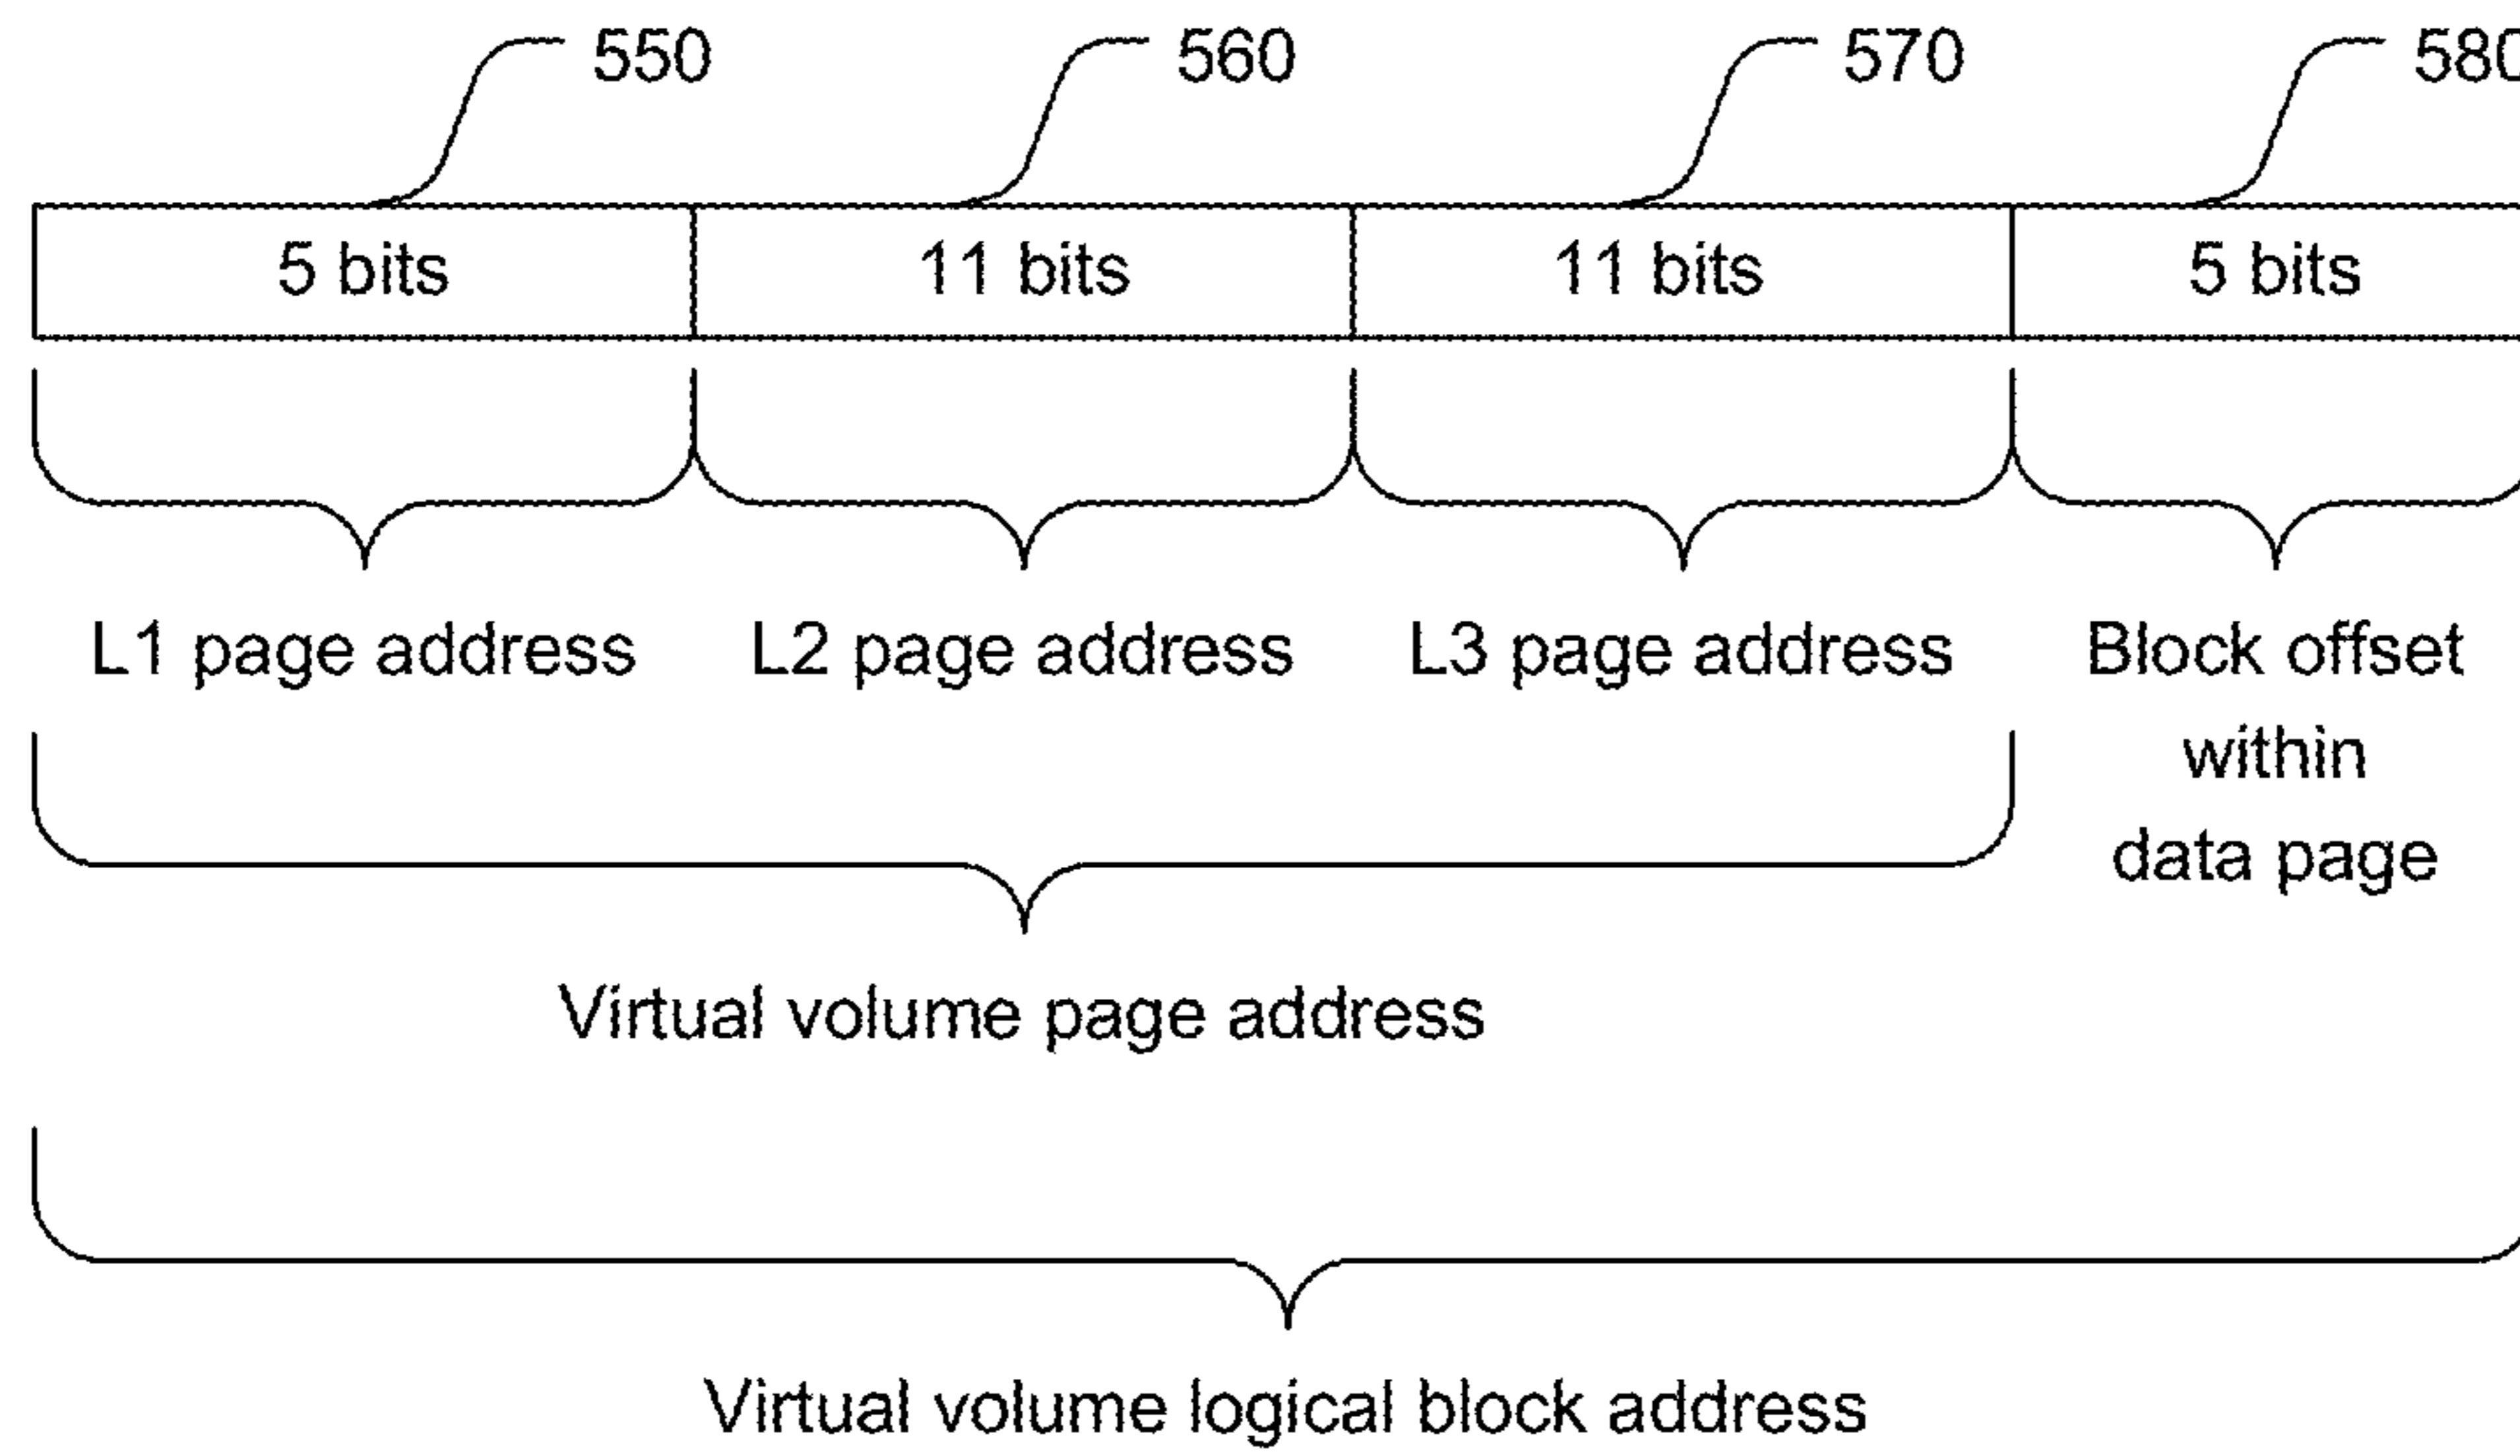 550 560 570 580
5 bits 11 bits 11 bits 5 bits
L1 page address L2 page address L3 page address Block offset
within
data page
Virtual volume page address
Virtual volume logical block address